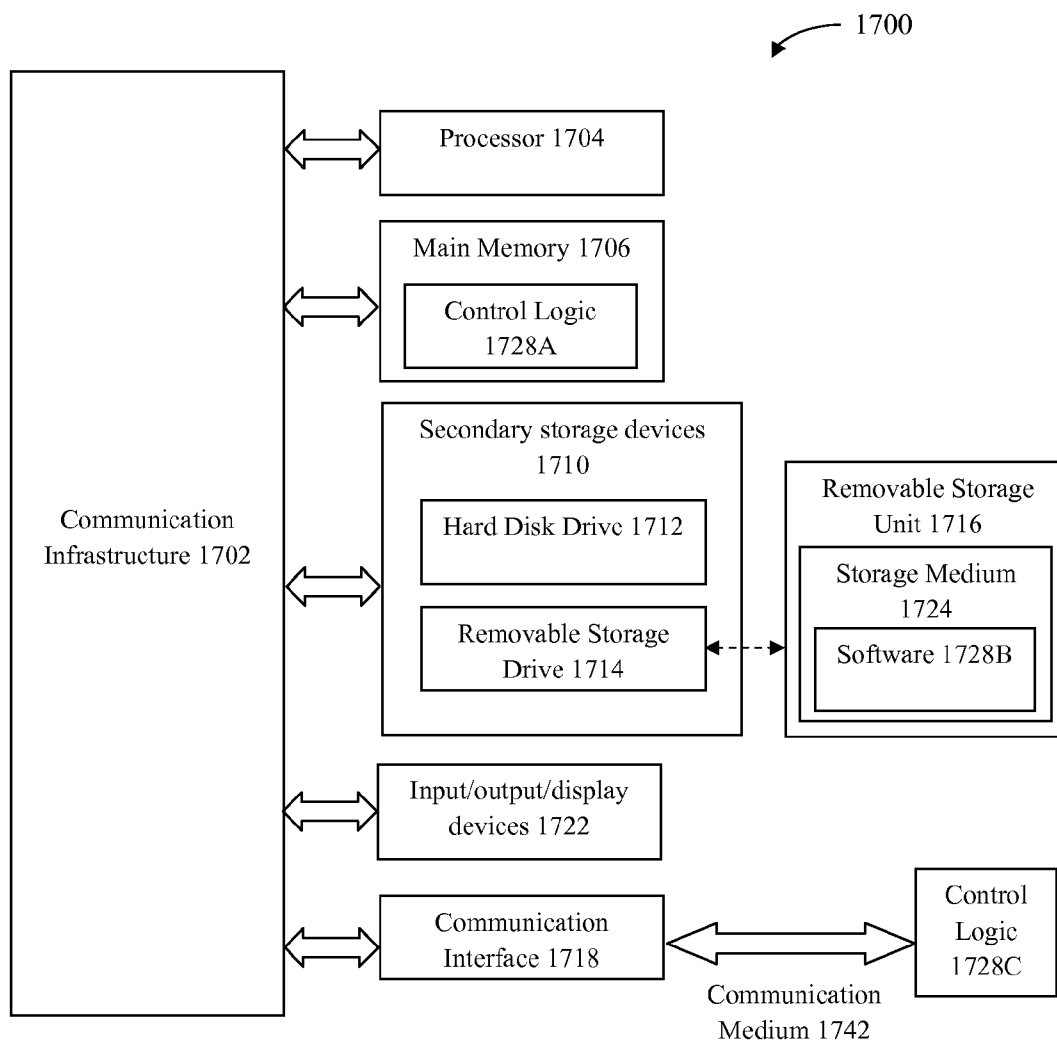 1700
Processor 1704
Main Memory 1706
Control Logic
1728A
Secondary storage devices
1710
Hard Disk Drive 1712
Removable Storage
Drive 1714
Removable Storage
Unit 1716
Storage Medium
1724
Software 1728B
Communication
Infrastructure 1702
Input/output/display
devices 1722
Communication
Interface 1718
Control
Logic
1728C
Communication
Medium 1742